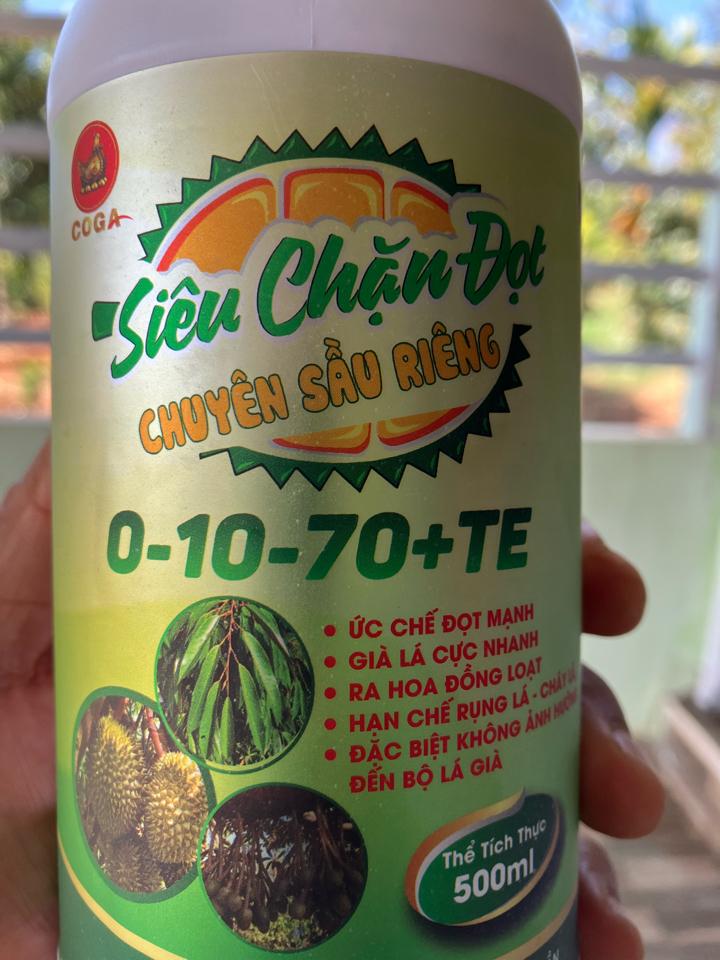 COGA
Siêu Chặn Đọt
CHUYÊN SẦU RIÊNG
0-10-70+TE
• ỨC CHẾ ĐỌT MẠNH
• GIÀ LÁ CỰC NHANH
• RA HOA ĐỒNG LOẠT
• HẠN CHẾ RỤNG LÁ - CHÁY LÁ
• ĐẶC BIỆT KHÔNG ẢNH HƯỞNG
ĐẾN BỘ LÁ GIÀ
Thể Tích Thực
500ml